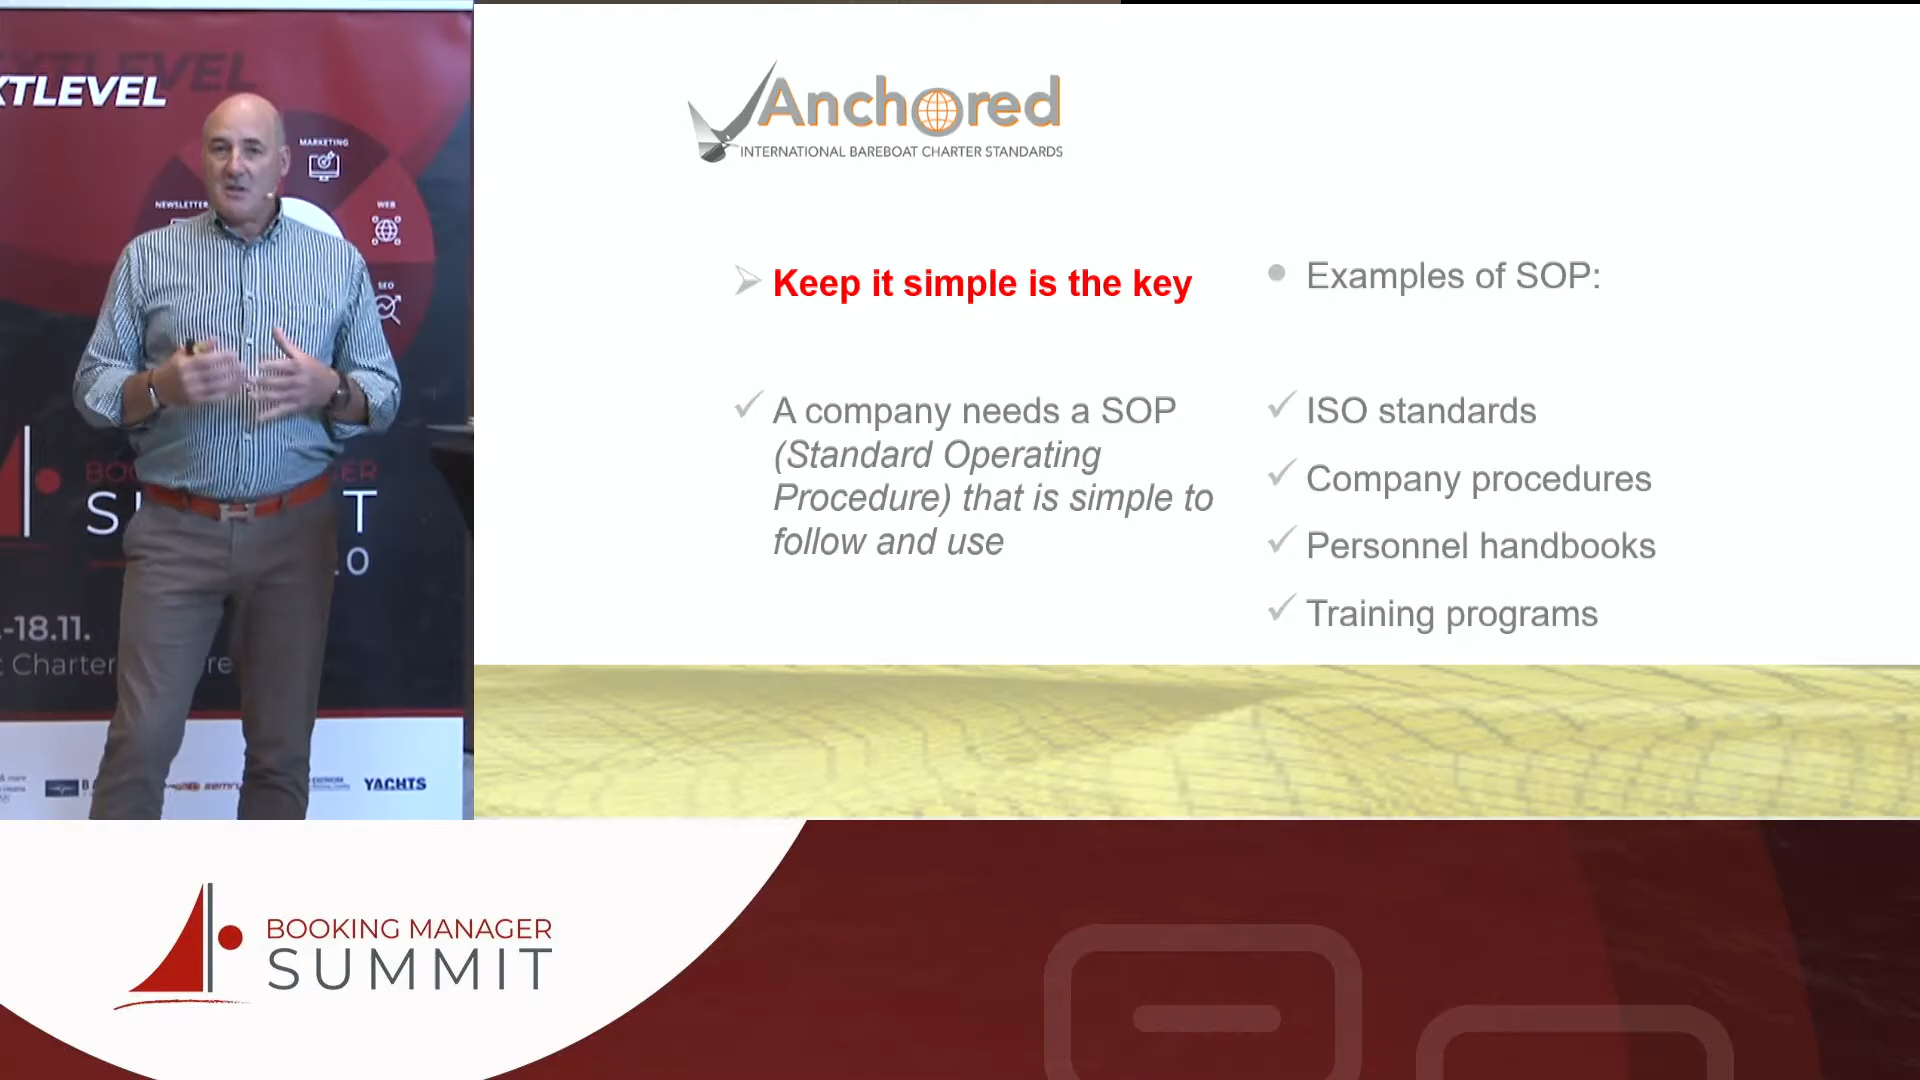 XTLEVEL
MARKETING
NEWSLETTER
WEB
SEO
-18.11.
Charter
YACHTS
Anchored
INTERNATIONAL BAREBOAT CHARTER STANDARDS
Keep it simple is the key
A company needs a SOP
(Standard Operating
Procedure) that is simple to
follow and use
Examples of SOP:
ISO standards
Company procedures
Personnel handbooks
Training programs
BOOKING MANAGER
SUMMIT